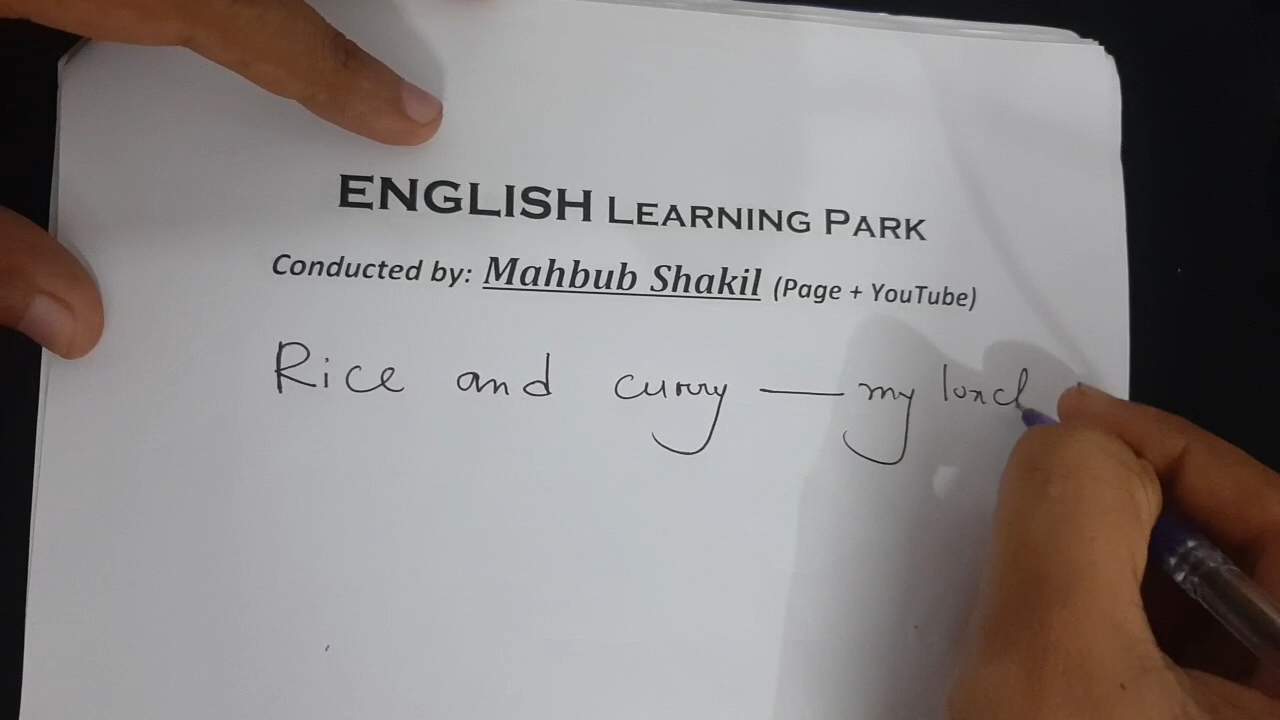 ENGLISH LEARNING PARK
Conducted by: Mahbub Shakil (Page + YouTube)
Rice and curry — my lunch